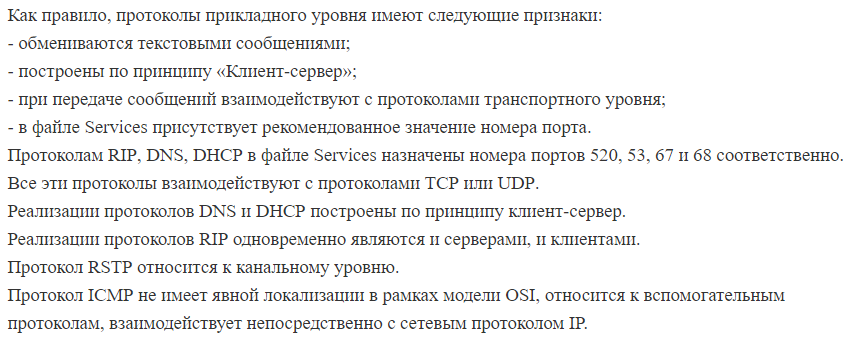 Как правило, протоколы прикладного уровня имеют следующие признаки:
- обмениваются текстовыми сообщениями;
- построены по принципу «Клиент-сервер»;
- при передаче сообщений взаимодействуют с протоколами транспортного уровня;
- в файле Services присутствует рекомендованное значение номера порта.
Протоколам RIP, DNS, DHCP в файле Services назначены номера портов 520, 53, 67 и 68 соответственно.
Все эти протоколы взаимодействуют с протоколами TCP или UDP.
Реализации протоколов DNS и DHCP построены по принципу клиент-сервер.
Реализации протоколов RIP одновременно являются и серверами, и клиентами.
Протокол RSTP относится к канальному уровню.
Протокол ICMP не имеет явной локализации в рамках модели OSI, относится к вспомогательным
протоколам, взаимодействует непосредственно с сетевым протоколом IP.